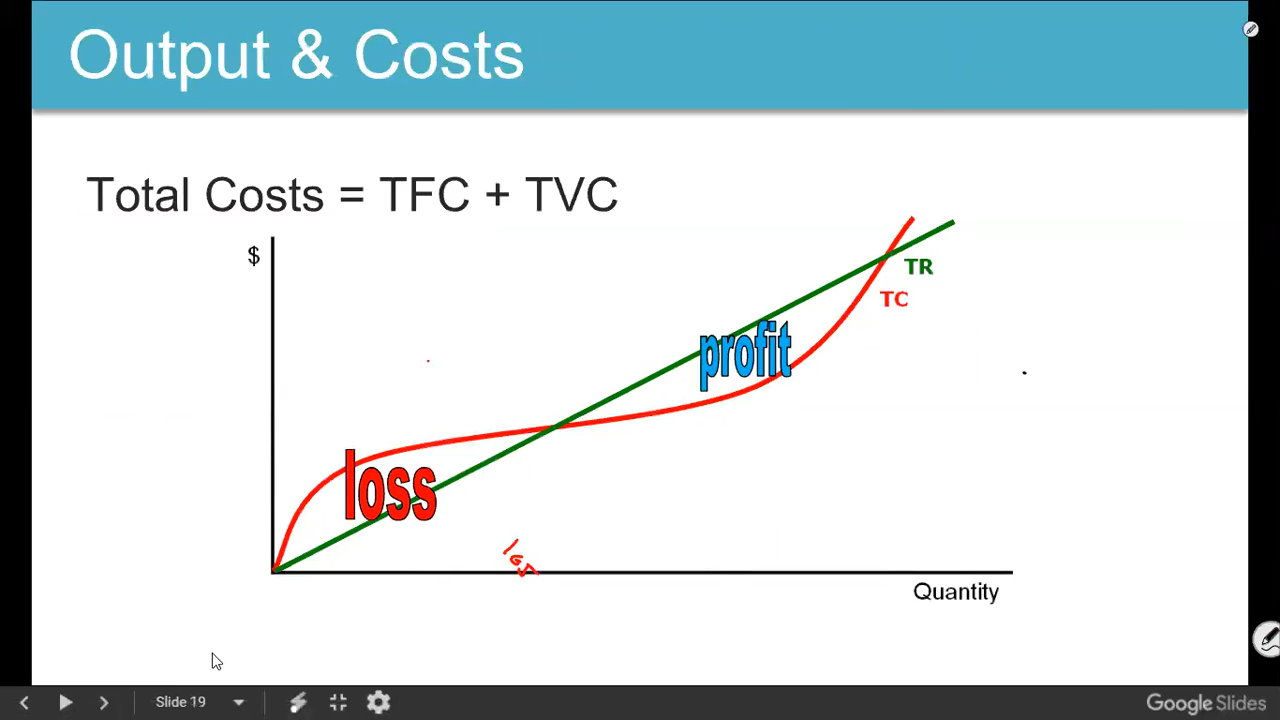 Output & Costs
Total Costs = TFC + TVC
$
TR
TC
profit
loss
Quantity
Slide 19
Google Slides